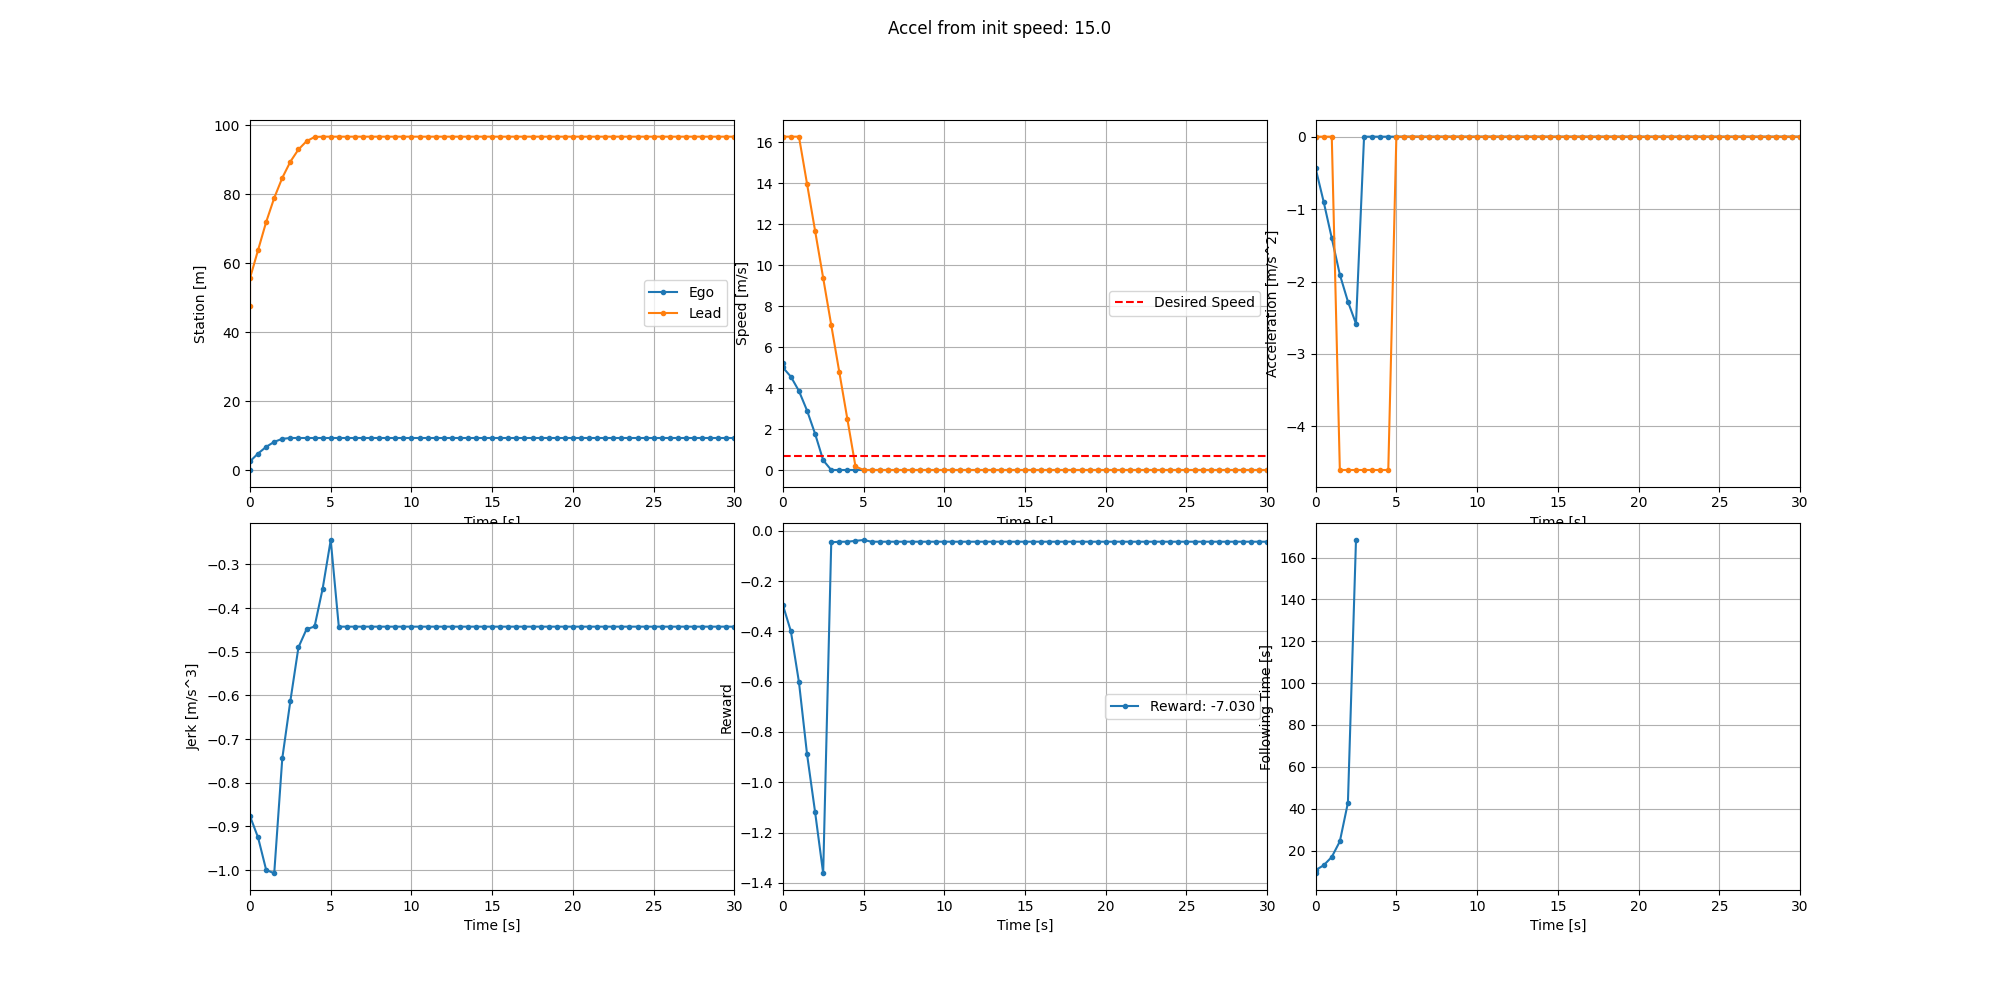 Accel from init speed: 15.0
100
80
60
40
20
0
Station [m]
Ego
Lead
0 5 10 15 20 25 30
Time [s]
16
14
12
10
8
6
4
2
0
Speed [m/s]
Desired Speed
0 5 10 15 20 25 30
Time [s]
0
−1
−2
−3
−4
Acceleration [m/s^2]
0 5 10 15 20 25 30
Time [s]
−0.3
−0.4
−0.5
−0.6
−0.7
−0.8
−0.9
−1.0
Jerk [m/s^3]
0 5 10 15 20 25 30
Time [s]
0.0
−0.2
−0.4
−0.6
−0.8
−1.0
−1.2
−1.4
Reward
Reward: -7.030
0 5 10 15 20 25 30
Time [s]
160
140
120
100
80
60
40
20
Following Time [s]
0 5 10 15 20 25 30
Time [s]